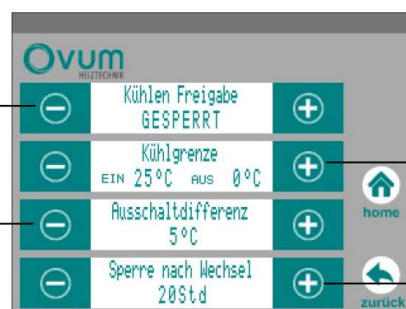 Ovum
HEIZTECHNIK
Kühlen Freigabe
GESPERRT
Kühlgrenze
EIN 25°C AUS 0°C
Ausschaltdifferenz
5°C
Sperre nach Wechsel
20Std
home
zurück